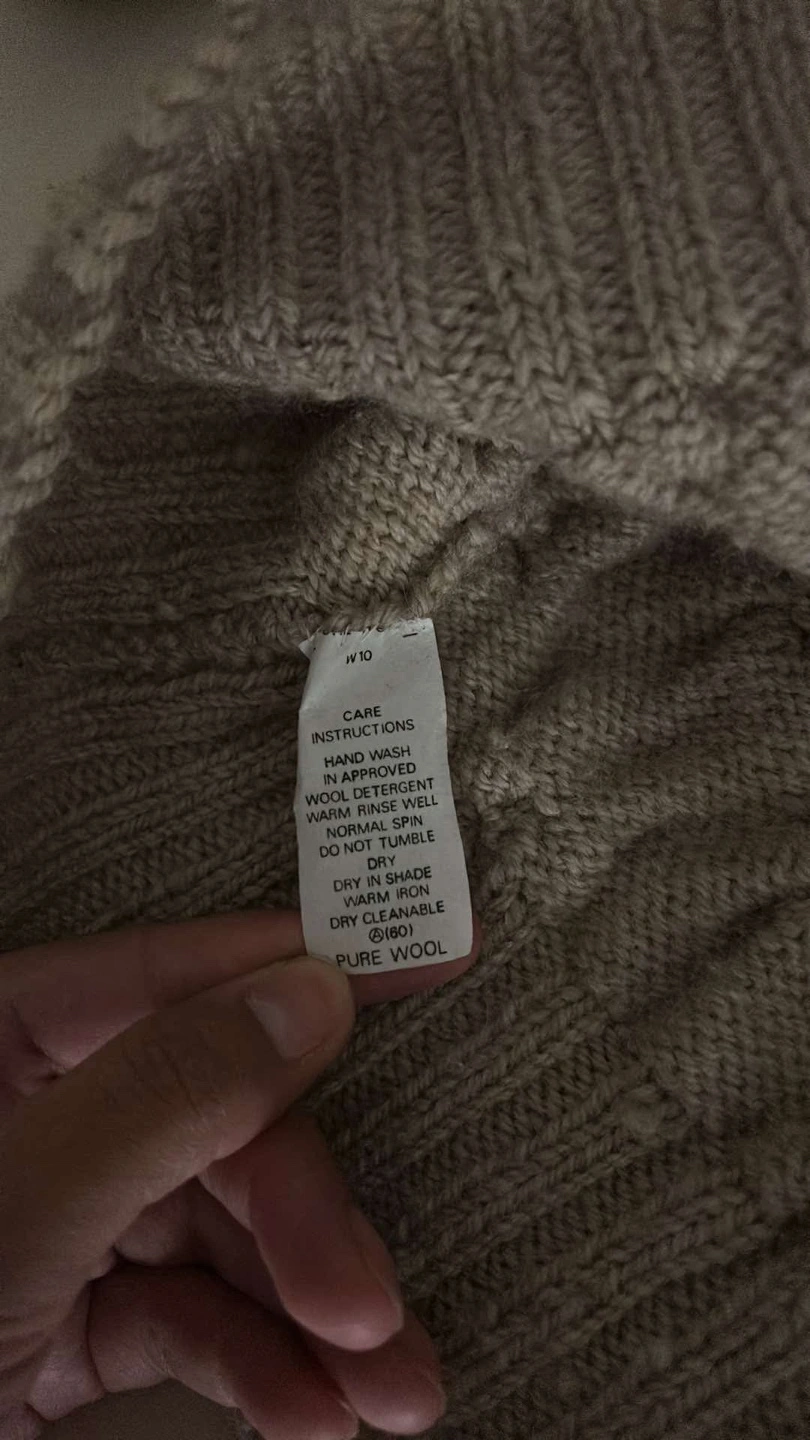 W10
CARE
INSTRUCTIONS
HAND WASH
IN APPROVED
WOOL DETERGENT
WARM RINSE WELL
NORMAL SPIN
DO NOT TUMBLE
DRY
DRY IN SHADE
WARM IRON
DRY CLEANABLE
Ⓐ(60)
PURE WOOL